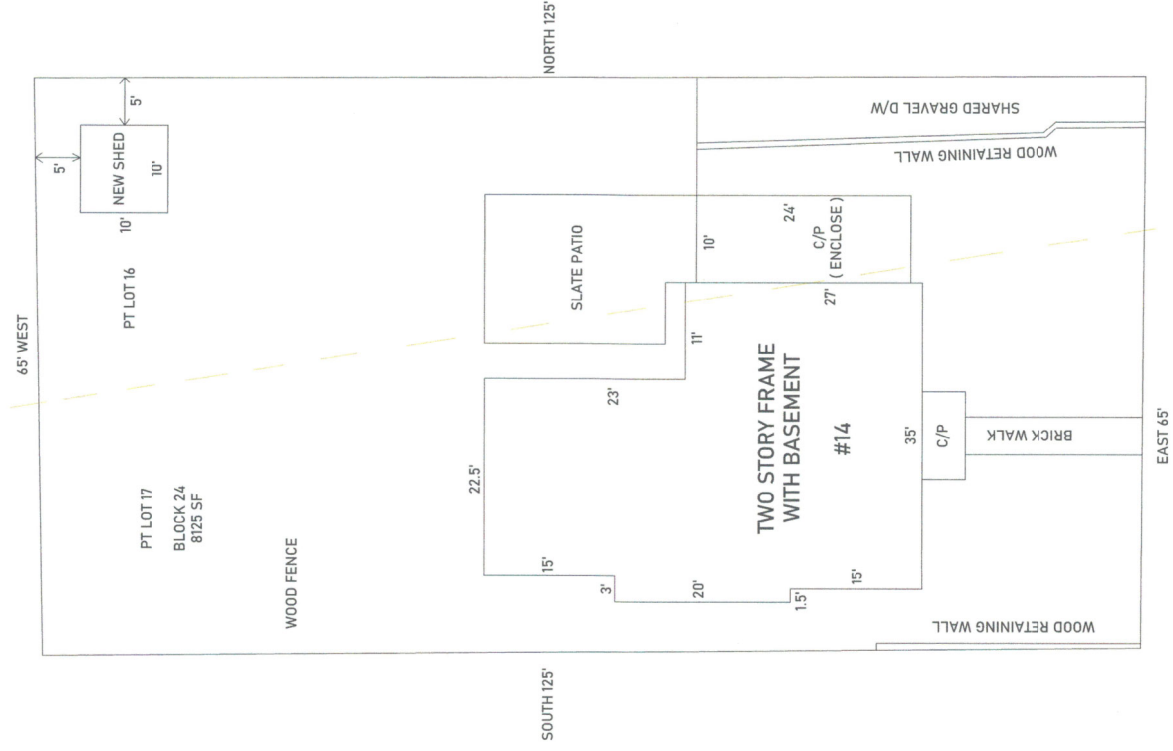 NORTH 125'
65' WEST
5'
5'
NEW SHED
10'
10'
PT LOT 16
SHARED GRAVEL D/W
WOOD RETAINING WALL
SLATE PATIO
10'
24'
C/P
( ENCLOSE )
27'
11'
23'
22.5'
TWO STORY FRAME
WITH BASEMENT
#14
35'
C/P
BRICK WALK
EAST 65'
PT LOT 17
BLOCK 24
8125 SF
WOOD FENCE
15'
3'
20'
1.5'
15'
WOOD RETAINING WALL
SOUTH 125'